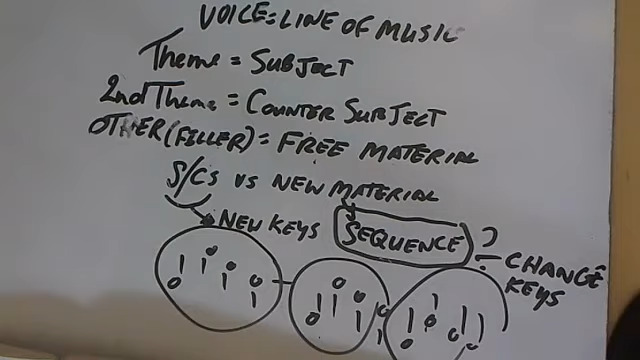 VOICE=LINE OF MUSIC
Theme = SUBJECT
2nd Theme = COUNTER SUBJECT
OTHER (FILLER) = FREE MATERIAL
S/Cs vs NEW MATERIAL
NEW KEYS SEQUENCE ? CHANGE
KEYS